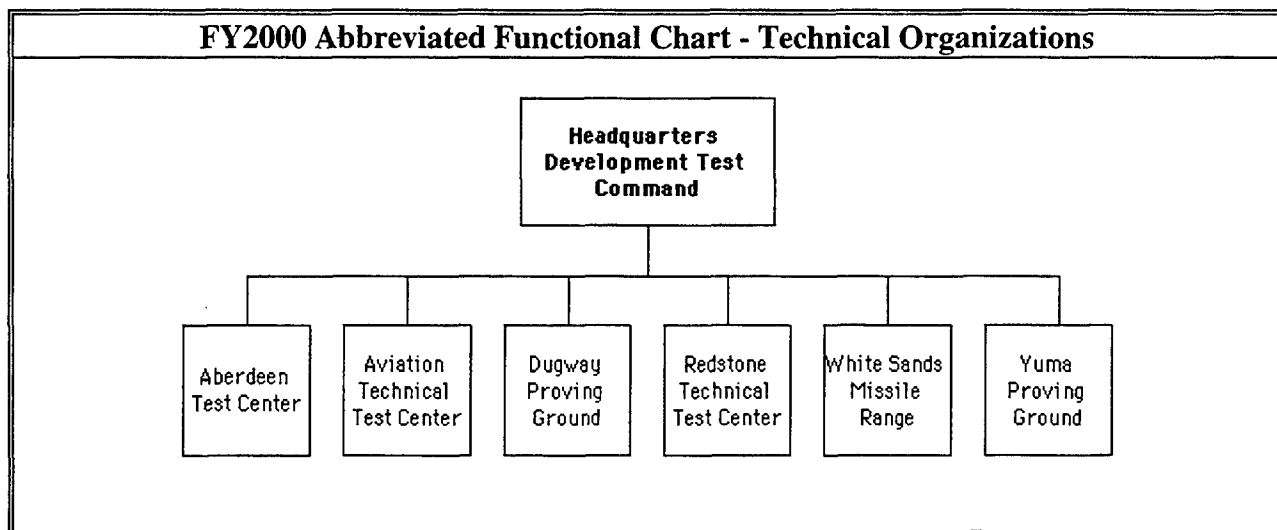 FY2000 Abbreviated Functional Chart - Technical Organizations
Headquarters
Development Test
Command
Aberdeen
Test Center
Aviation
Technical
Test Center
Dugway
Proving
Ground
Redstone
Technical
Test Center
White Sands
Missile
Range
Yuma
Proving
Ground